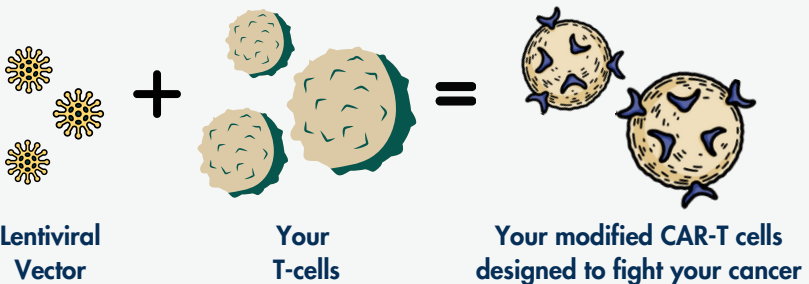 +
=
Lentiviral
Vector
Your
T-cells
Your modified CAR-T cells
designed to fight your cancer